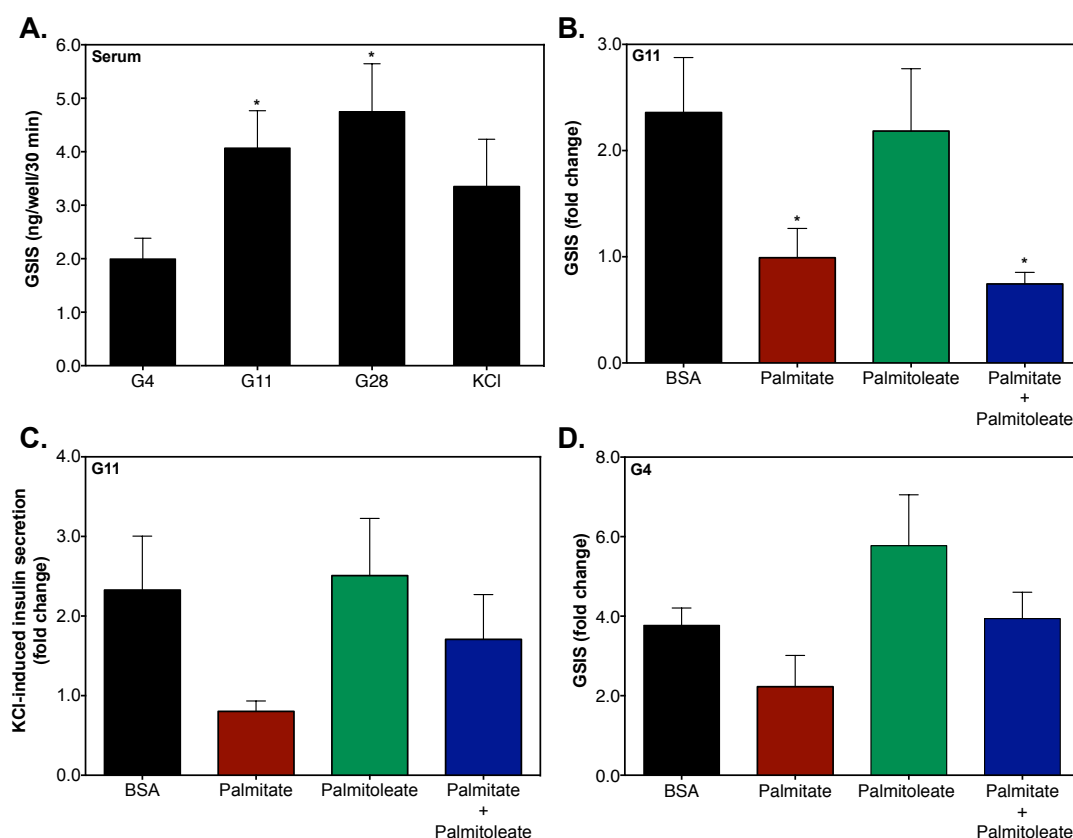 A.
Serum
GSIS (ng/well/30 min)
6.0
5.0
4.0
3.0
2.0
1.0
0.0
*
*
G4 G11 G28 KCl
B.
G11
GSIS (fold change)
3.0
2.0
1.0
0.0
*
*
BSA Palmitate Palmitoleate Palmitate
+
Palmitoleate
C.
G11
KCl-induced insulin secretion
(fold change)
4.0
3.0
2.0
1.0
0.0
BSA Palmitate Palmitoleate Palmitate
+
Palmitoleate
D.
G4
GSIS (fold change)
8.0
6.0
4.0
2.0
0.0
BSA Palmitate Palmitoleate Palmitate
+
Palmitoleate